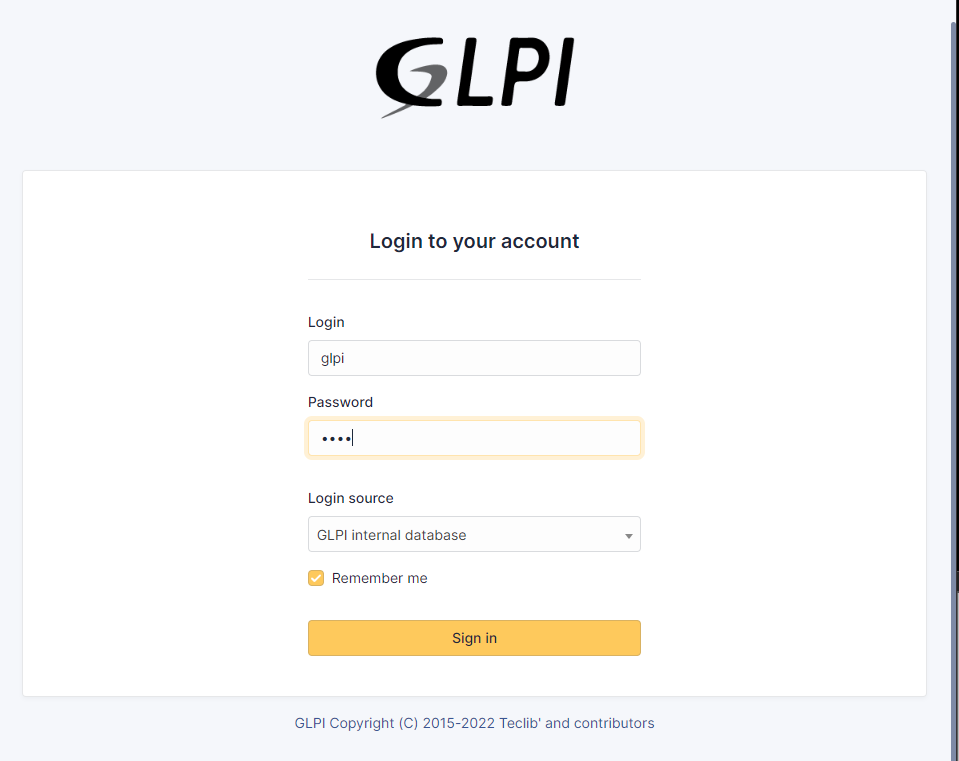 GLPI
Login to your account
Login
glpi
Password
••••
Login source
GLPI internal database
Remember me
Sign in
GLPI Copyright (C) 2015-2022 Teclib' and contributors